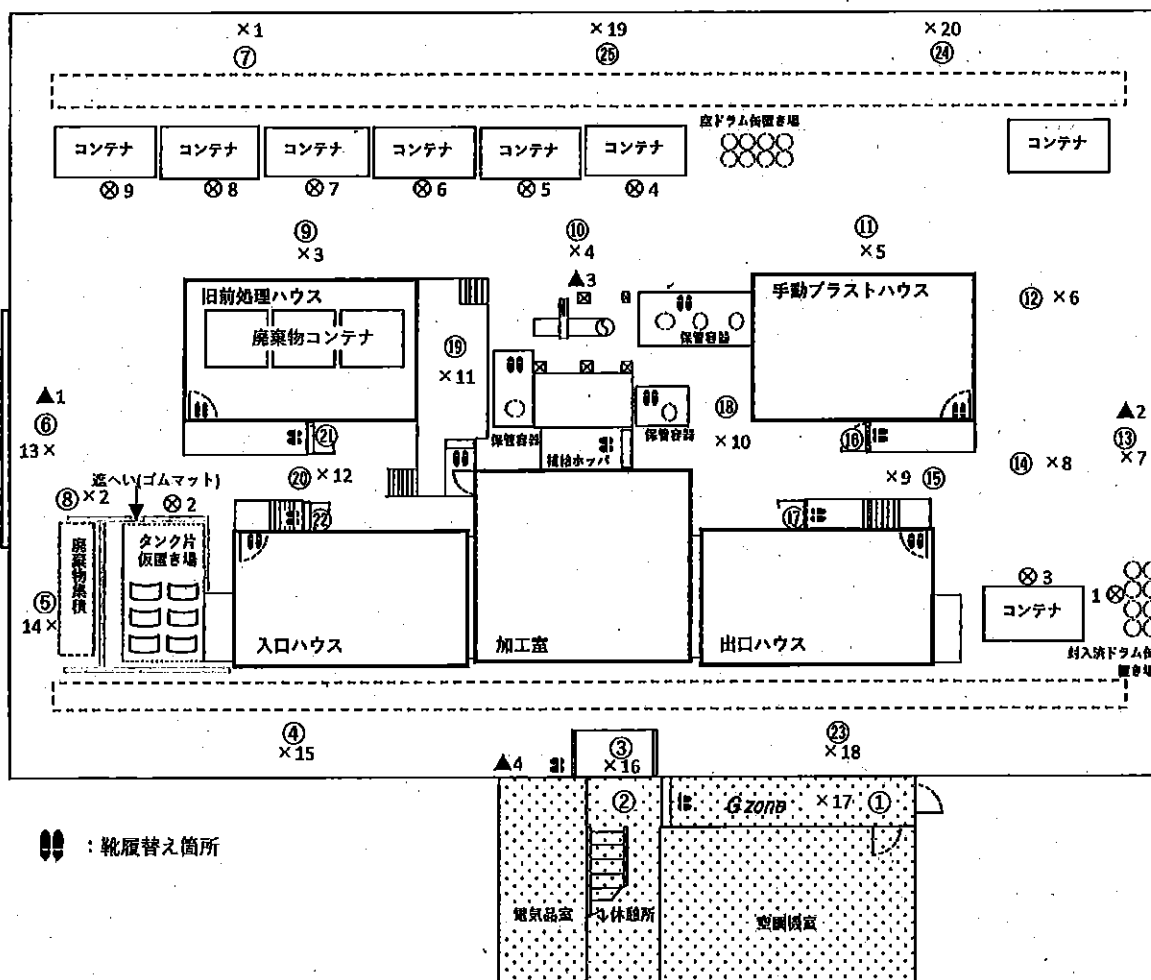 ×1
⑦
×19
㉕
×20
㉔
コンテナ
コンテナ
コンテナ
コンテナ
コンテナ
コンテナ
空ドラム仮置き場
コンテナ
⊗9
⊗8
⊗7
⊗6
⊗5
⊗4
⑨
×3
⑩
×4
⑪
×5
▲3
旧前処理ハウス
廃棄物コンテナ
手動ブラストハウス
⑫ ×6
保管容器
⑲
×11
▲1
⑥
13×
⑱
×10
▲2
⑬
×7
保管容器
保管容器
補給ホッパ
㉑
⑯
⑭ ×8
⑳ ×12
×9 ⑮
遮へい(ゴムマット)
⑧ ×2
⊗2
㉒
⑰
タンク片
仮置き場
廃棄物集積
⑤
14×
⊗3
1⊗
コンテナ
入口ハウス
加工室
出口ハウス
封入済ドラム仮
置き場
④
×15
③
×16
㉓
×18
▲4
②
G zone
×17 ①
:靴履替え箇所
電気品室
休憩所
空調機室